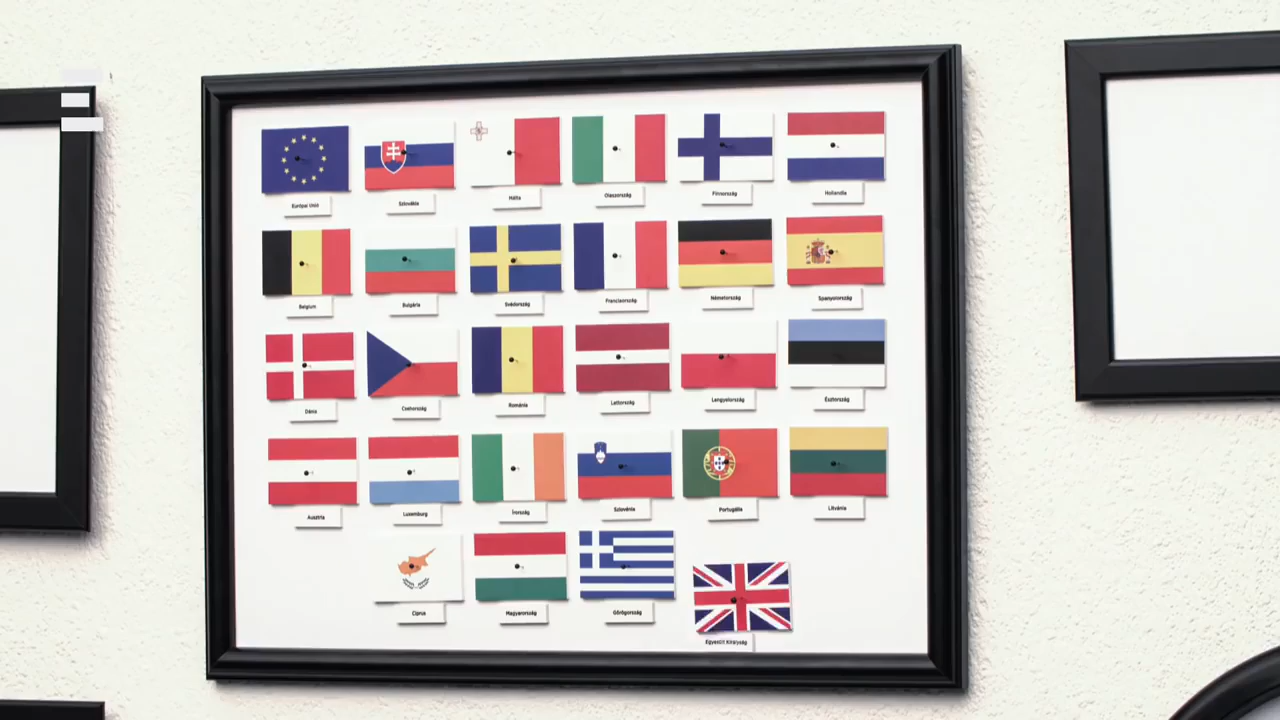 Európai Unió
Szlovákia
Málta
Olaszország
Finnország
Hollandia
Belgium
Bulgária
Svédország
Franciaország
Németország
Spanyolország
Dánia
Csehország
Románia
Lettország
Lengyelország
Észtország
Ausztria
Luxemburg
Írország
Szlovénia
Portugália
Litvánia
Ciprus
Magyarország
Görögország
Egyesült Királyság